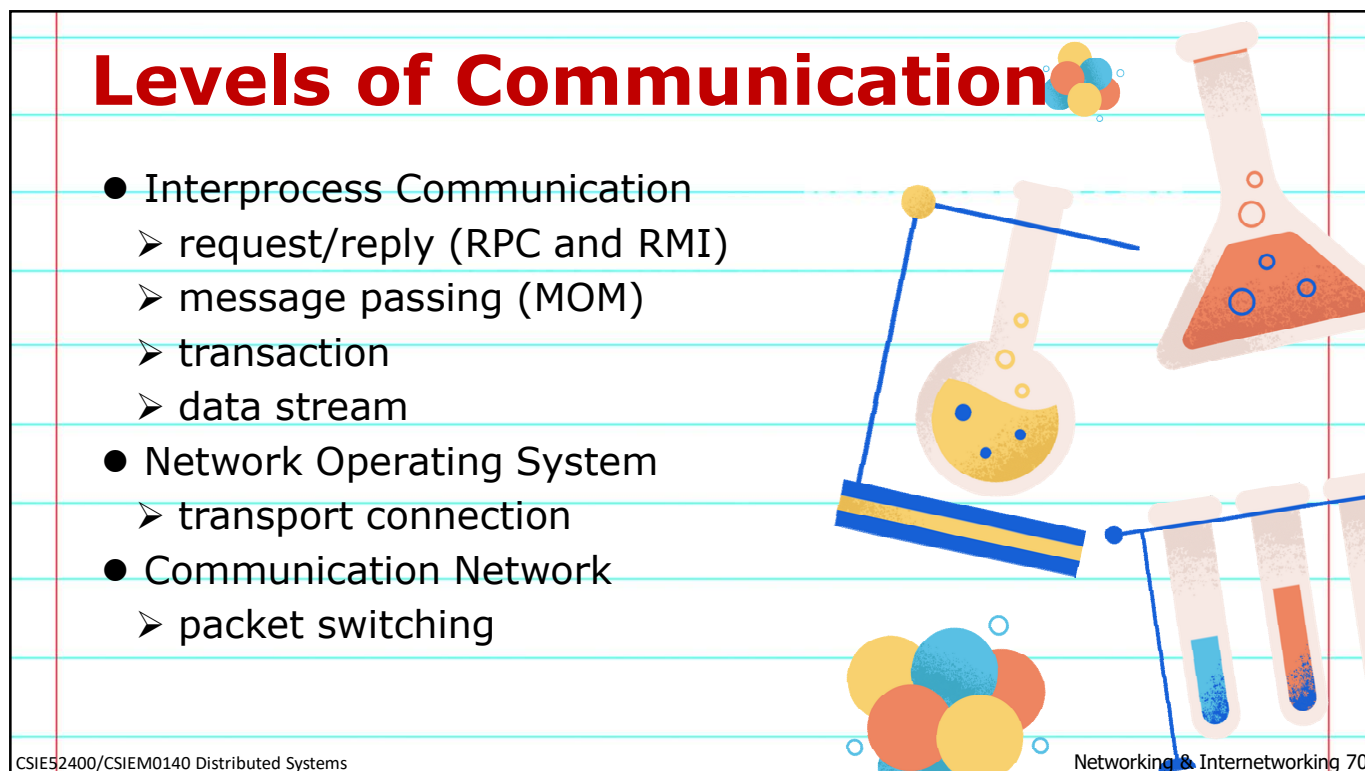 Levels of Communication
● Interprocess Communication
➢ request/reply (RPC and RMI)
➢ message passing (MOM)
➢ transaction
➢ data stream
● Network Operating System
➢ transport connection
● Communication Network
➢ packet switching
CSIE52400/CSIEM0140 Distributed Systems
Networking & Internetworking 70